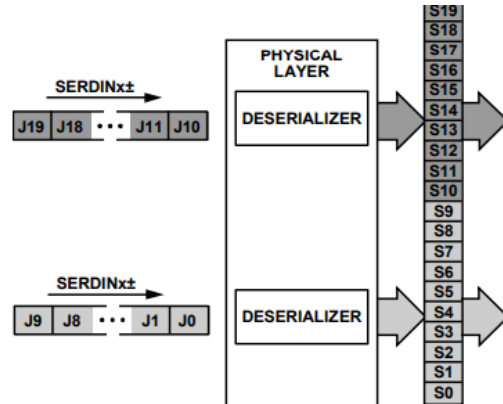 PHYSICAL
LAYER
SERDINx±
J19 J18 ••• J11 J10
DESERIALIZER
SERDINx±
J9 J8 ••• J1 J0
DESERIALIZER
S19
S18
S17
S16
S15
S14
S13
S12
S11
S10
S9
S8
S7
S6
S5
S4
S3
S2
S1
S0